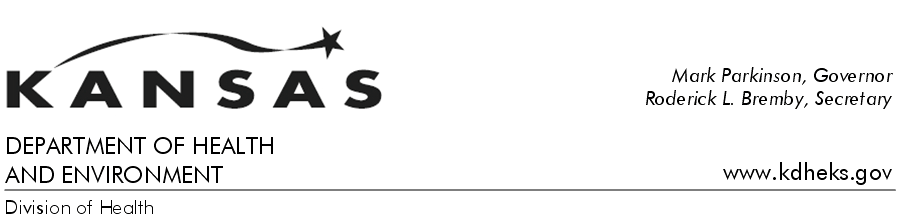 KANSAS
Mark Parkinson, Governor
Roderick L. Bremby, Secretary
DEPARTMENT OF HEALTH
AND ENVIRONMENT
www.kdheks.gov
Division of Health